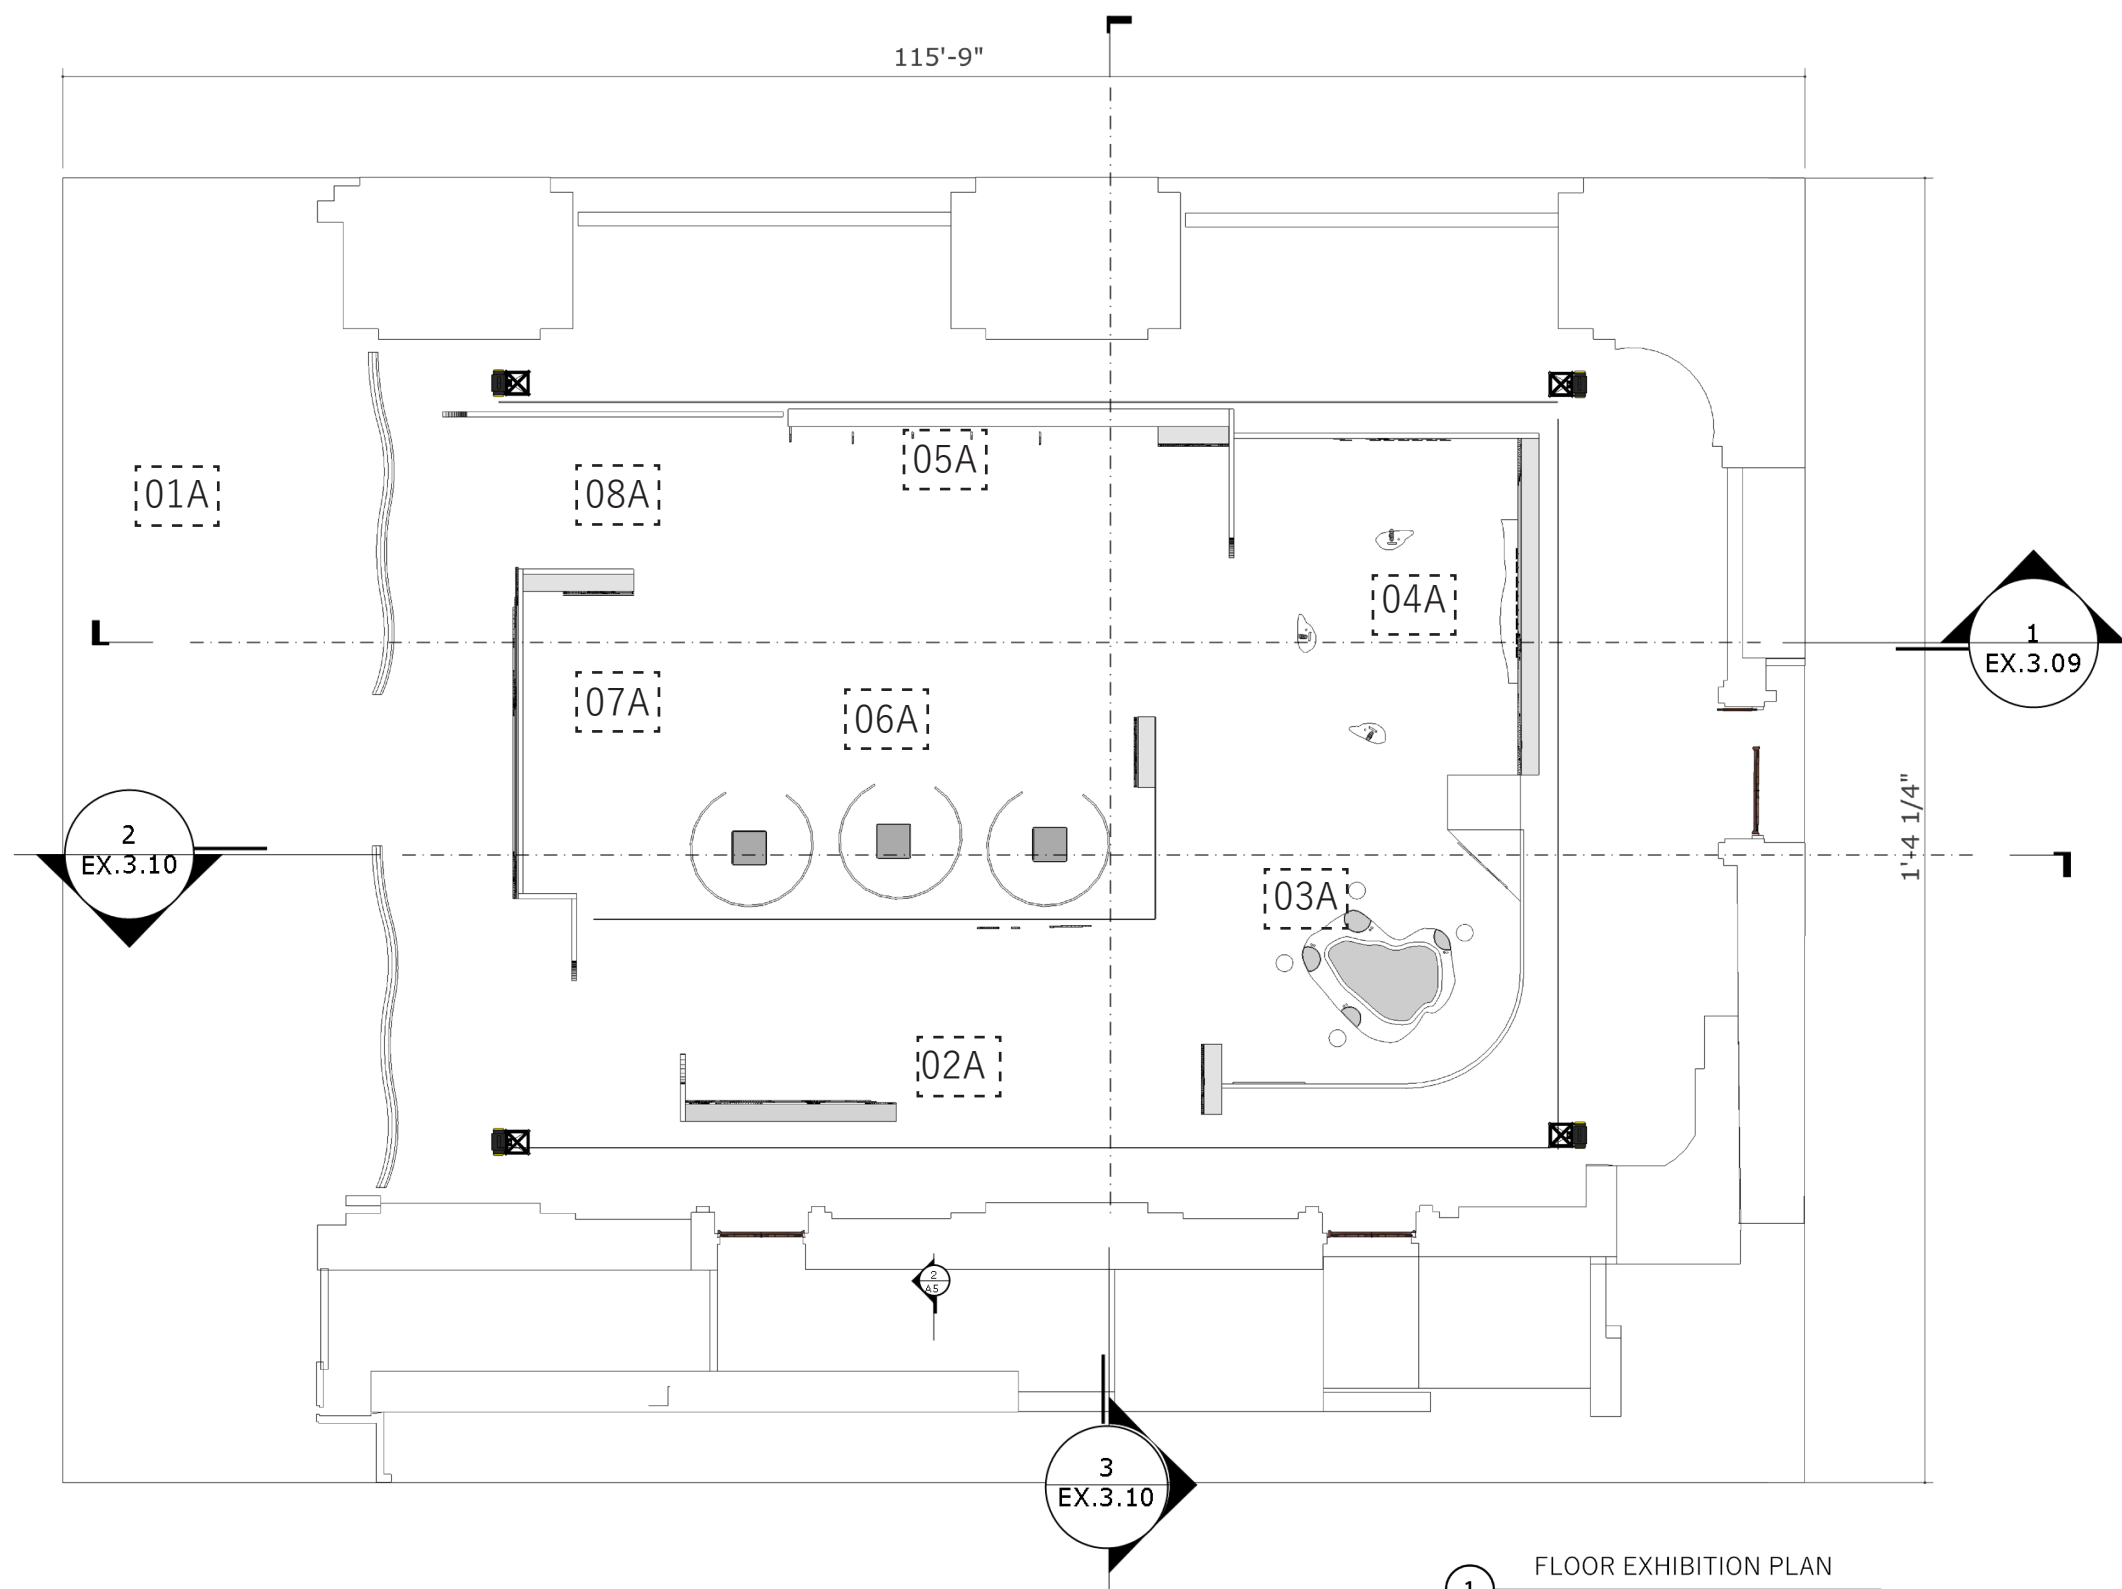 115'-9"
05A
01A
08A
04A
1
EX.3.09
07A
06A
1'-4 1/4"
2
EX.3.10
03A
02A
2
A5
3
EX.3.10
FLOOR EXHIBITION PLAN
1